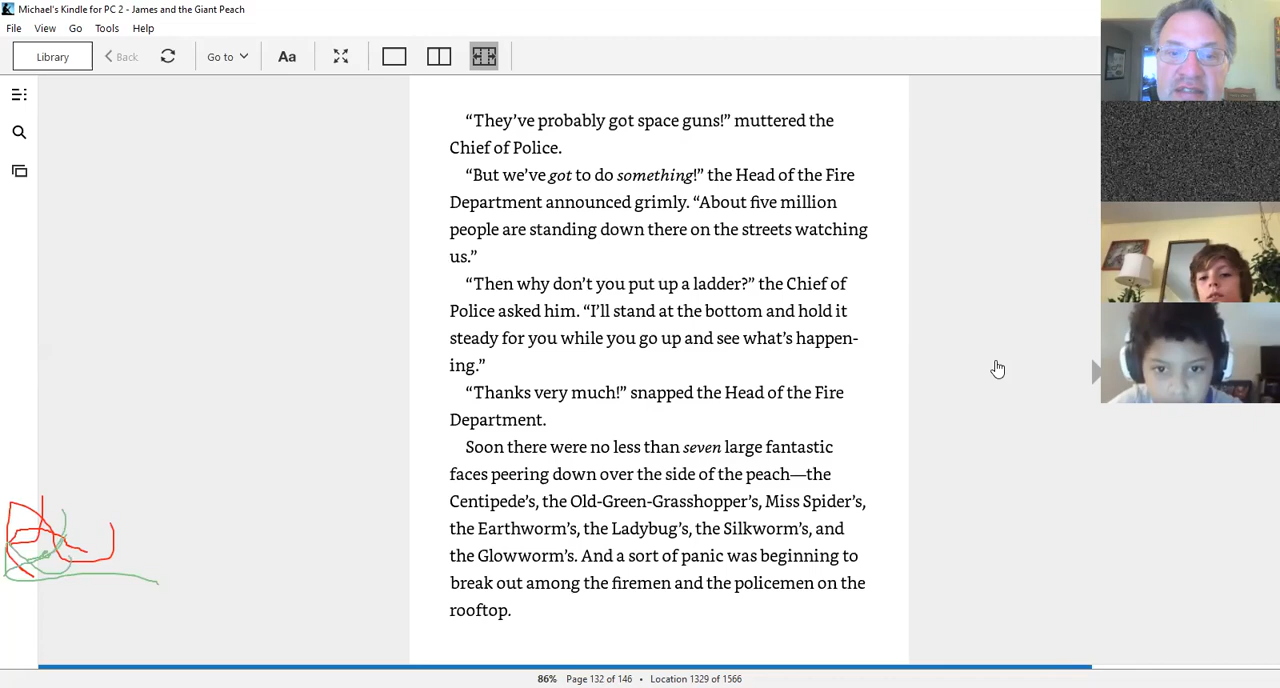 Michael's Kindle for PC 2 - James and the Giant Peach
File View Go Tools Help
Library Back Go to Aa
“They’ve probably got space guns!” muttered the
Chief of Police.
“But we’ve got to do something!” the Head of the Fire
Department announced grimly. “About five million
people are standing down there on the streets watching
us.”
“Then why don’t you put up a ladder?” the Chief of
Police asked him. “I’ll stand at the bottom and hold it
steady for you while you go up and see what’s happen-
ing.”
“Thanks very much!” snapped the Head of the Fire
Department.
Soon there were no less than seven large fantastic
faces peering down over the side of the peach—the
Centipede’s, the Old-Green-Grasshopper’s, Miss Spider’s,
the Earthworm’s, the Ladybug’s, the Silkworm’s, and
the Glowworm’s. And a sort of panic was beginning to
break out among the firemen and the policemen on the
rooftop.
86% Page 132 of 146 • Location 1329 of 1566